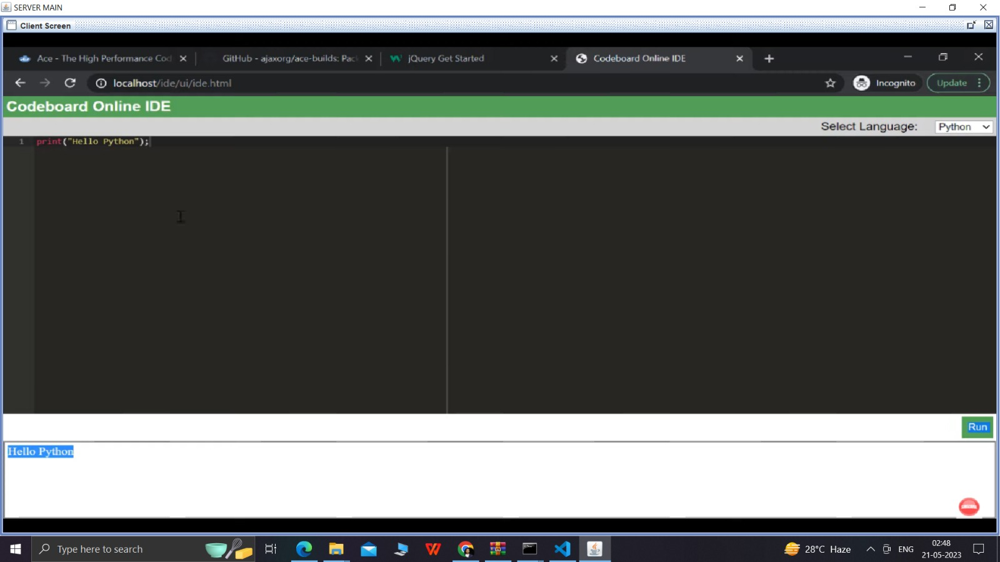 SERVER MAIN
Client Screen
Ace - The High Performance Cod
GitHub - ajaxorg/ace-builds: Pac
jQuery Get Started
Codeboard Online IDE
localhost/ide/ui/ide.html
Incognito
Update
Codeboard Online IDE
Select Language:
Python
1 print("Hello Python");
Run
Hello Python
Type here to search
28°C Haze
ENG
02:48
21-05-2023